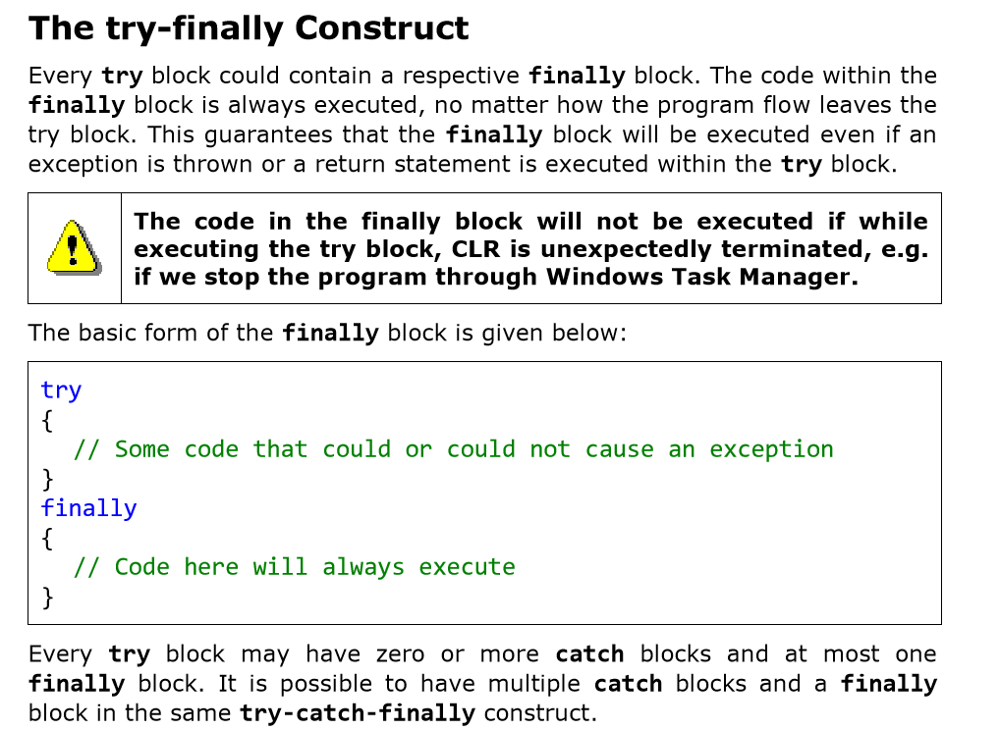 The try-finally Construct
Every try block could contain a respective finally block. The code within the
finally block is always executed, no matter how the program flow leaves the
try block. This guarantees that the finally block will be executed even if an
exception is thrown or a return statement is executed within the try block.
The code in the finally block will not be executed if while
executing the try block, CLR is unexpectedly terminated, e.g.
if we stop the program through Windows Task Manager.
The basic form of the finally block is given below:
try
{
// Some code that could or could not cause an exception
}
finally
{
// Code here will always execute
}
Every try block may have zero or more catch blocks and at most one
finally block. It is possible to have multiple catch blocks and a finally
block in the same try-catch-finally construct.